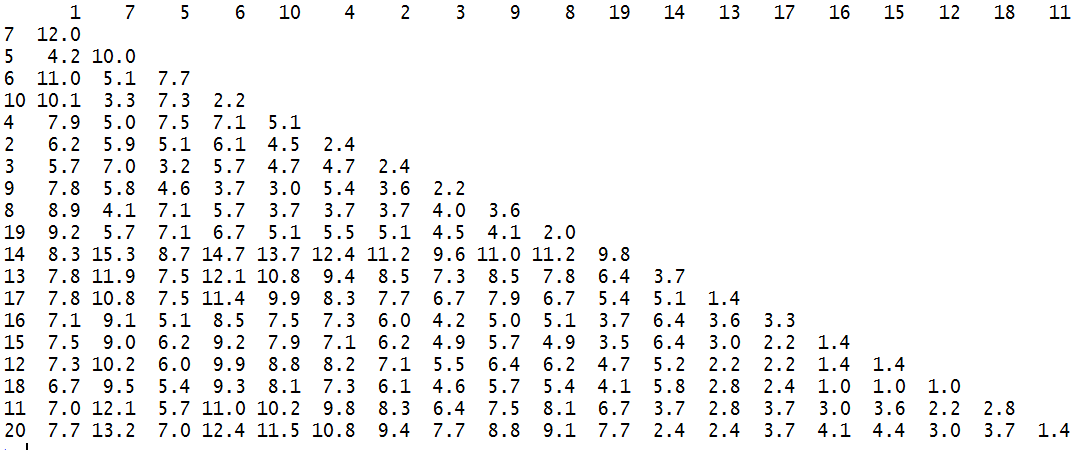 1 7 5 6 10 4 2 3 9 8 19 14 13 17 16 15 12 18 11
7 12.0
5 4.2 10.0
6 11.0 5.1 7.7
10 10.1 3.3 7.3 2.2
4 7.9 5.0 7.5 7.1 5.1
2 6.2 5.9 5.1 6.1 4.5 2.4
3 5.7 7.0 3.2 5.7 4.7 4.7 2.4
9 7.8 5.8 4.6 3.7 3.0 5.4 3.6 2.2
8 8.9 4.1 7.1 5.7 3.7 3.7 3.7 4.0 3.6
19 9.2 5.7 7.1 6.7 5.1 5.5 5.1 4.5 4.1 2.0
14 8.3 15.3 8.7 14.7 13.7 12.4 11.2 9.6 11.0 11.2 9.8
13 7.8 11.9 7.5 12.1 10.8 9.4 8.5 7.3 8.5 7.8 6.4 3.7
17 7.8 10.8 7.5 11.4 9.9 8.3 7.7 6.7 7.9 6.7 5.4 5.1 1.4
16 7.1 9.1 5.1 8.5 7.5 7.3 6.0 4.2 5.0 5.1 3.7 6.4 3.6 3.3
15 7.5 9.0 6.2 9.2 7.9 7.1 6.2 4.9 5.7 4.9 3.5 6.4 3.0 2.2 1.4
12 7.3 10.2 6.0 9.9 8.8 8.2 7.1 5.5 6.4 6.2 4.7 5.2 2.2 2.2 1.4 1.4
18 6.7 9.5 5.4 9.3 8.1 7.3 6.1 4.6 5.7 5.4 4.1 5.8 2.8 2.4 1.0 1.0 1.0
11 7.0 12.1 5.7 11.0 10.2 9.8 8.3 6.4 7.5 8.1 6.7 3.7 2.8 3.7 3.0 3.6 2.2 2.8
20 7.7 13.2 7.0 12.4 11.5 10.8 9.4 7.7 8.8 9.1 7.7 2.4 2.4 3.7 4.1 4.4 3.0 3.7 1.4